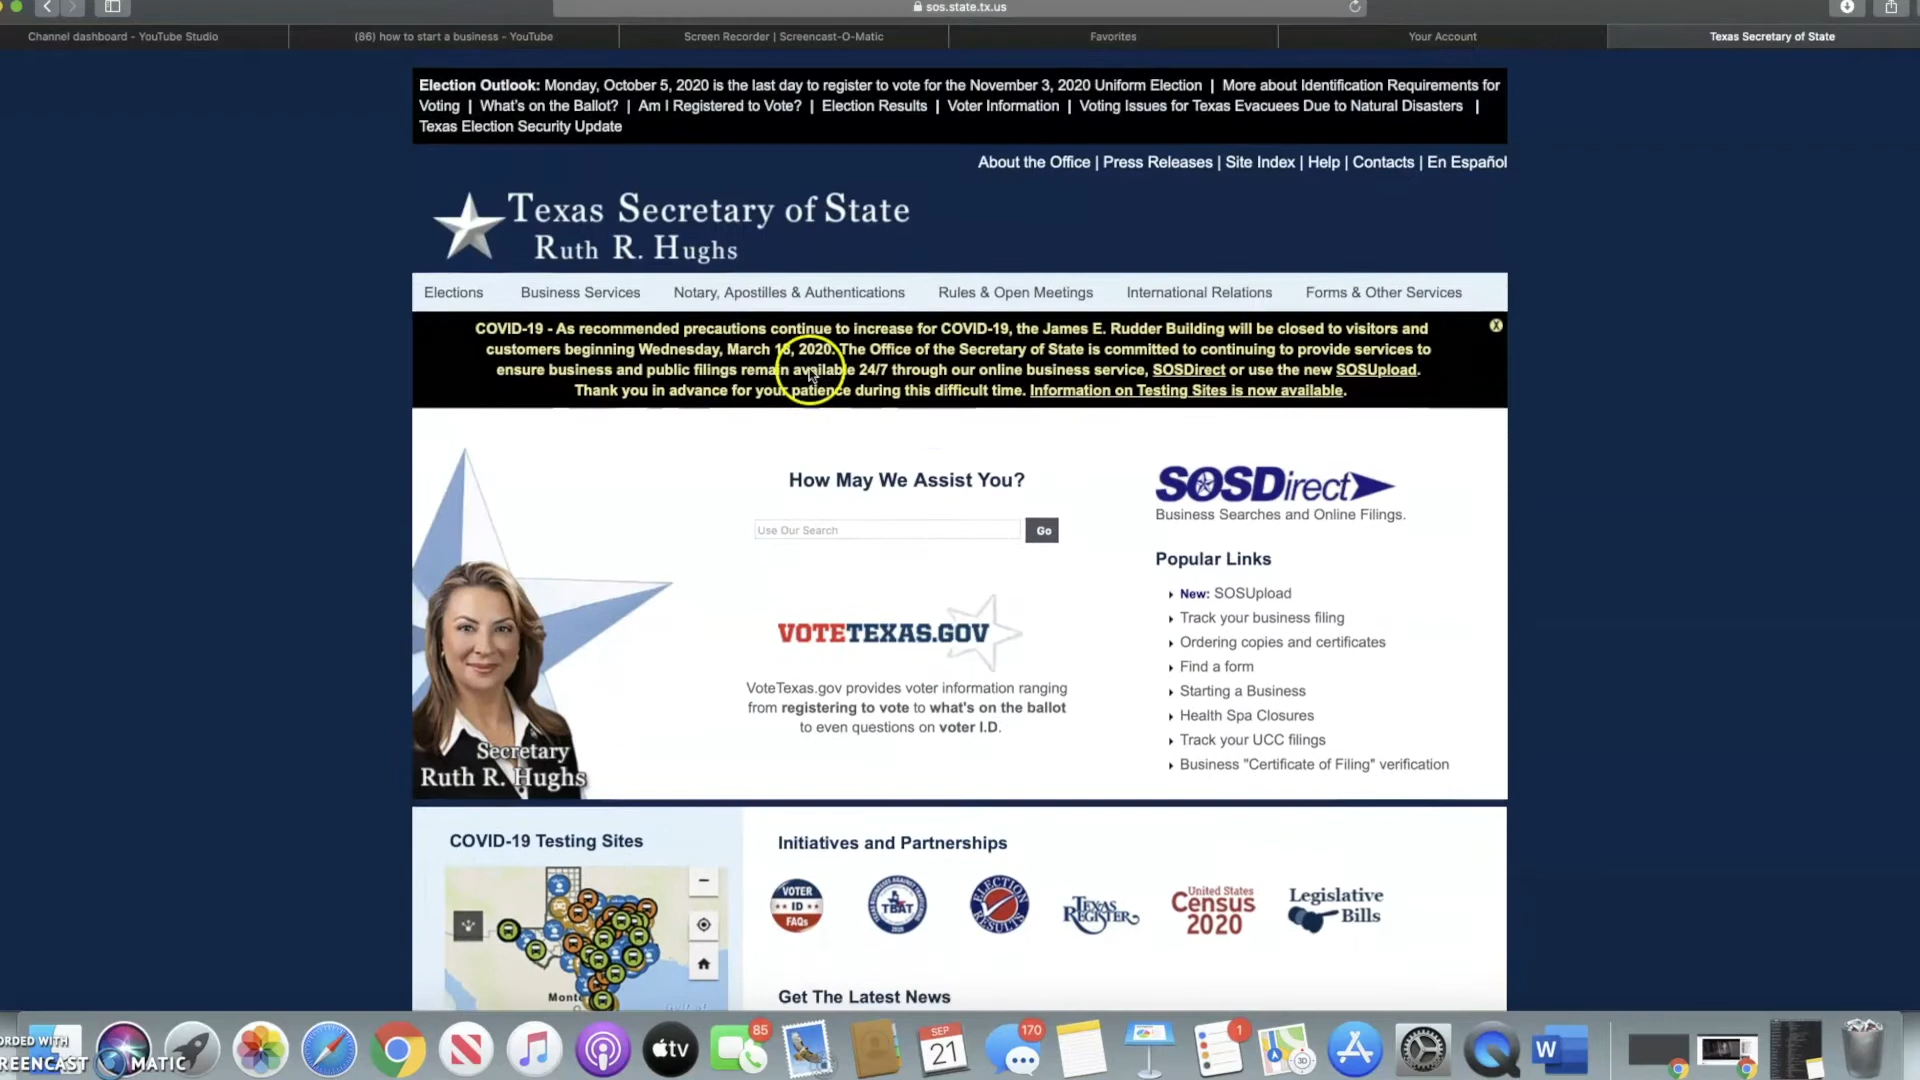 sos.state.tx.us
Channel dashboard - YouTube Studio
(86) how to start a business - YouTube
Screen Recorder | Screencast-O-Matic
Favorites
Your Account
Texas Secretary of State
Election Outlook: Monday, October 5, 2020 is the last day to register to vote for the November 3, 2020 Uniform Election | More about Identification Requirements for
Voting | What's on the Ballot? | Am I Registered to Vote? | Election Results | Voter Information | Voting Issues for Texas Evacuees Due to Natural Disasters |
Texas Election Security Update
About the Office | Press Releases | Site Index | Help | Contacts | En Español
Texas Secretary of State
Ruth R. Hughs
Elections
Business Services
Notary, Apostilles & Authentications
Rules & Open Meetings
International Relations
Forms & Other Services
COVID-19 - As recommended precautions continue to increase for COVID-19, the James E. Rudder Building will be closed to visitors and
customers beginning Wednesday, March 2020. The Office of the Secretary of State is committed to continuing to provide services to
ensure business and public filings remain available 24/7 through our online business service, SOSDirect or use the new SOSUpload.
Thank you in advance for your patience during this difficult time. Information on Testing Sites is now available.
X
How May We Assist You?
Use Our Search
Go
SOSDirect
Business Searches and Online Filings.
Popular Links
New: SOSUpload
Track your business filing
Ordering copies and certificates
Find a form
Starting a Business
Health Spa Closures
Track your UCC filings
Business "Certificate of Filing" verification
VOTETEXAS.GOV
VoteTexas.gov provides voter information ranging
from registering to vote to what's on the ballot
to even questions on voter I.D.
Secretary
Ruth R. Hughs
COVID-19 Testing Sites
Initiatives and Partnerships
VOTER
ID
FAQs
TBAT
ELECTION
RESULTS
Texas
Register
United States
Census
2020
Legislative
Bills
Get The Latest News
85
SEP
21
170
1
3D
tv
W